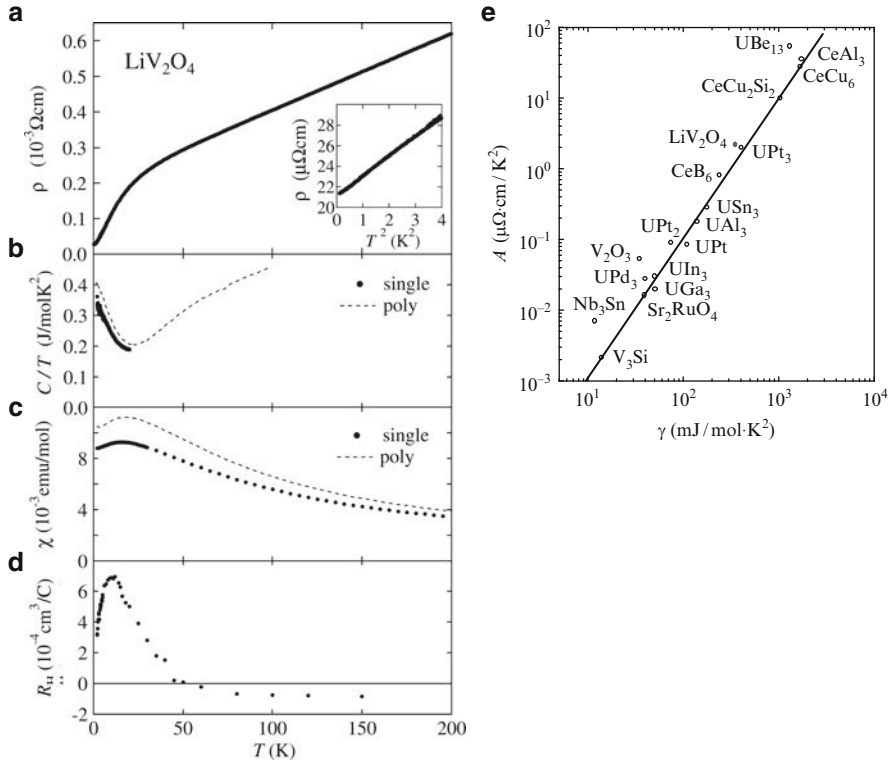 a
0.6
0.5
0.4
0.3
0.2
0.1
0.0
ρ (10⁻³Ωcm)
LiV₂O₄
28
26
24
22
20
ρ (μΩcm)
0 1 2 3 4
T² (K²)
b
0.4
0.3
0.2
0.1
0.0
C/T (J/molK²)
single
poly
c
8
4
0
χ (10⁻³emu/mol)
single
poly
d
6
4
2
0
-2
(10⁻⁴cm³/C)
0 50 100 150 200
T (K)
e
10²
10¹
10⁰
10⁻¹
10⁻²
10⁻³
A (μΩ·cm/K²)
UBe₁₃
CeAl₃
CeCu₆
CeCu₂Si₂
LiV₂O₄
UPt₃
CeB₆
USn₃
UAl₃
UPt₂
UPt
V₂O₃
UIn₃
UPd₃
UGa₃
Nb₃Sn
Sr₂RuO₄
V₃Si
10¹ 10² 10³ 10⁴
γ (mJ/mol·K²)